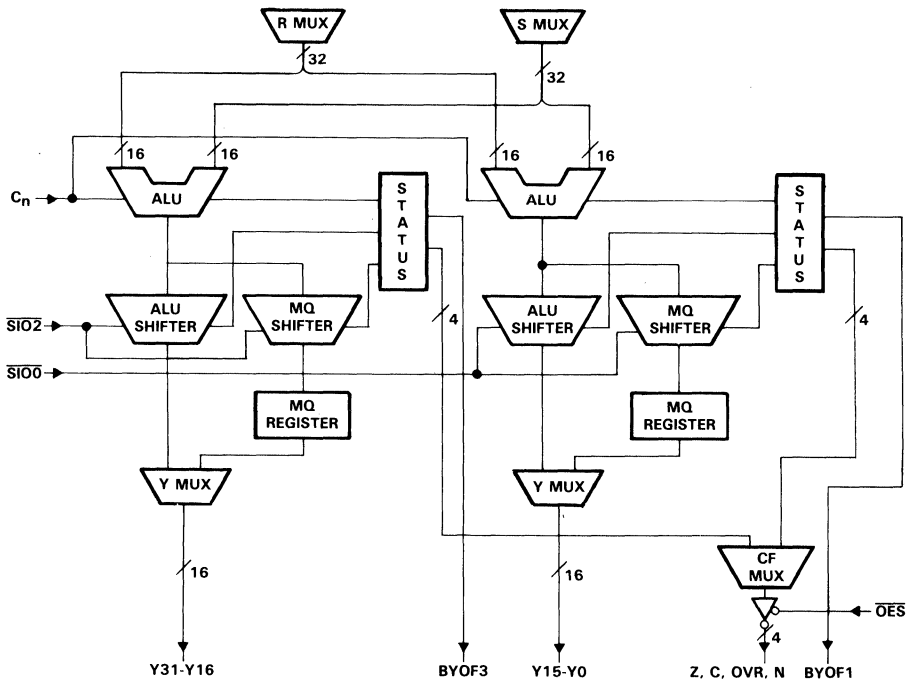 R MUX
S MUX
32
32
16
16
16
16
Cn
ALU
STATUS
ALU
STATUS
SIO2
ALU
SHIFTER
MQ
SHIFTER
4
ALU
SHIFTER
MQ
SHIFTER
4
SIO0
MQ
REGISTER
MQ
REGISTER
Y MUX
Y MUX
CF
MUX
16
16
OES
4
Y31-Y16
BYOF3
Y15-Y0
Z, C, OVR, N
BYOF1